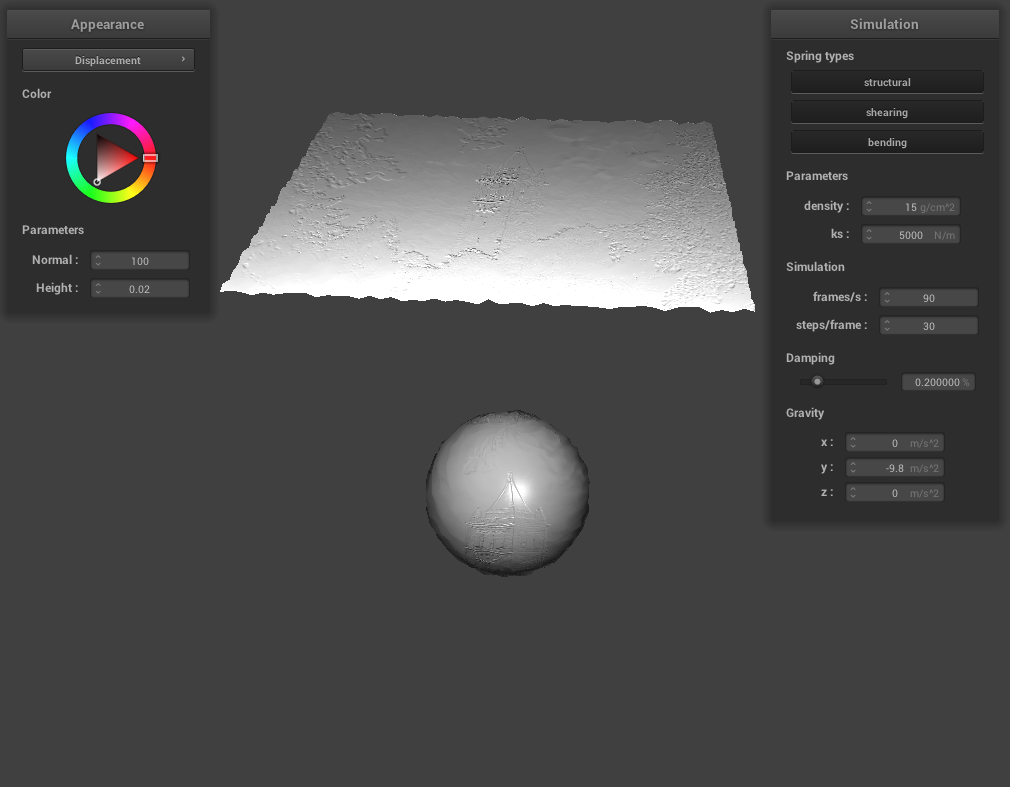 Appearance
Displacement ›
Color
Parameters
Normal : 100
Height : 0.02
Simulation
Spring types
structural
shearing
bending
Parameters
density : 15 g/cm^2
ks : 5000 N/m
Simulation
frames/s : 90
steps/frame : 30
Damping
0.200000 %
Gravity
x : 0 m/s^2
y : -9.8 m/s^2
z : 0 m/s^2